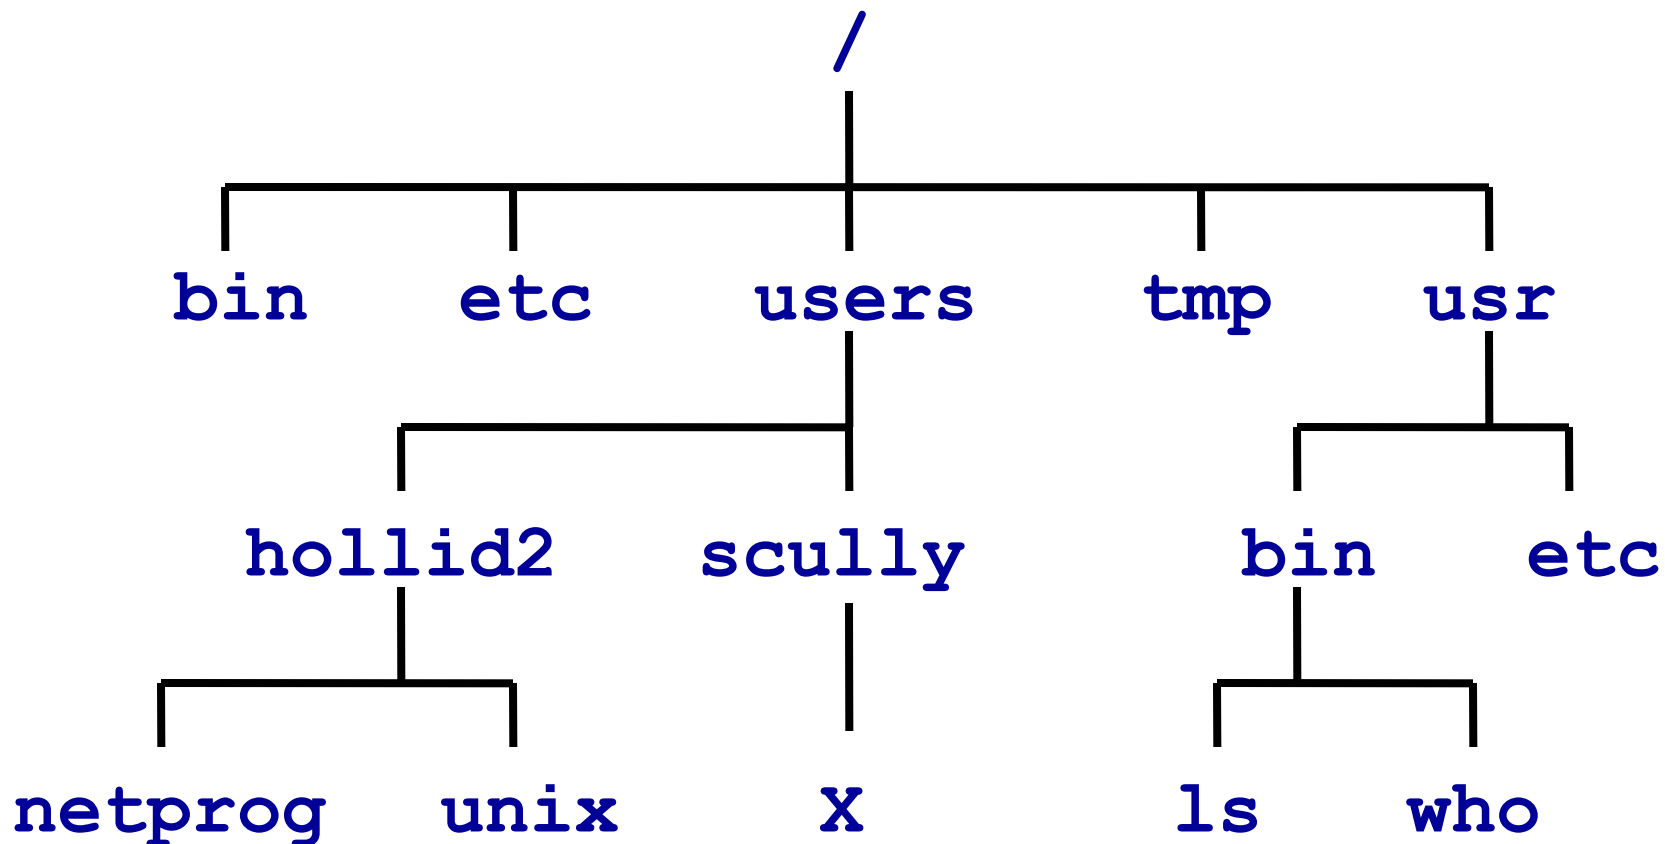 /
bin etc users tmp usr
hollid2 scully bin etc
netprog unix X ls who